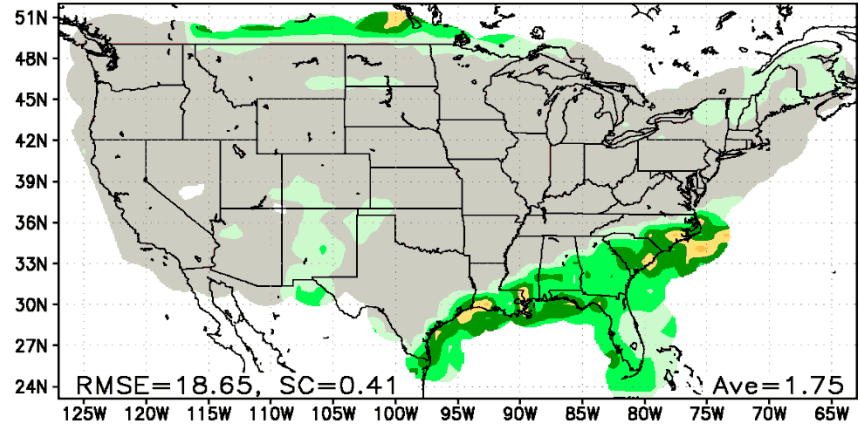 51N
48N
45N
42N
39N
36N
33N
30N
27N
24N
RMSE=18.65, SC=0.41 Ave=1.75
125W 120W 115W 110W 105W 100W 95W 90W 85W 80W 75W 70W 65W